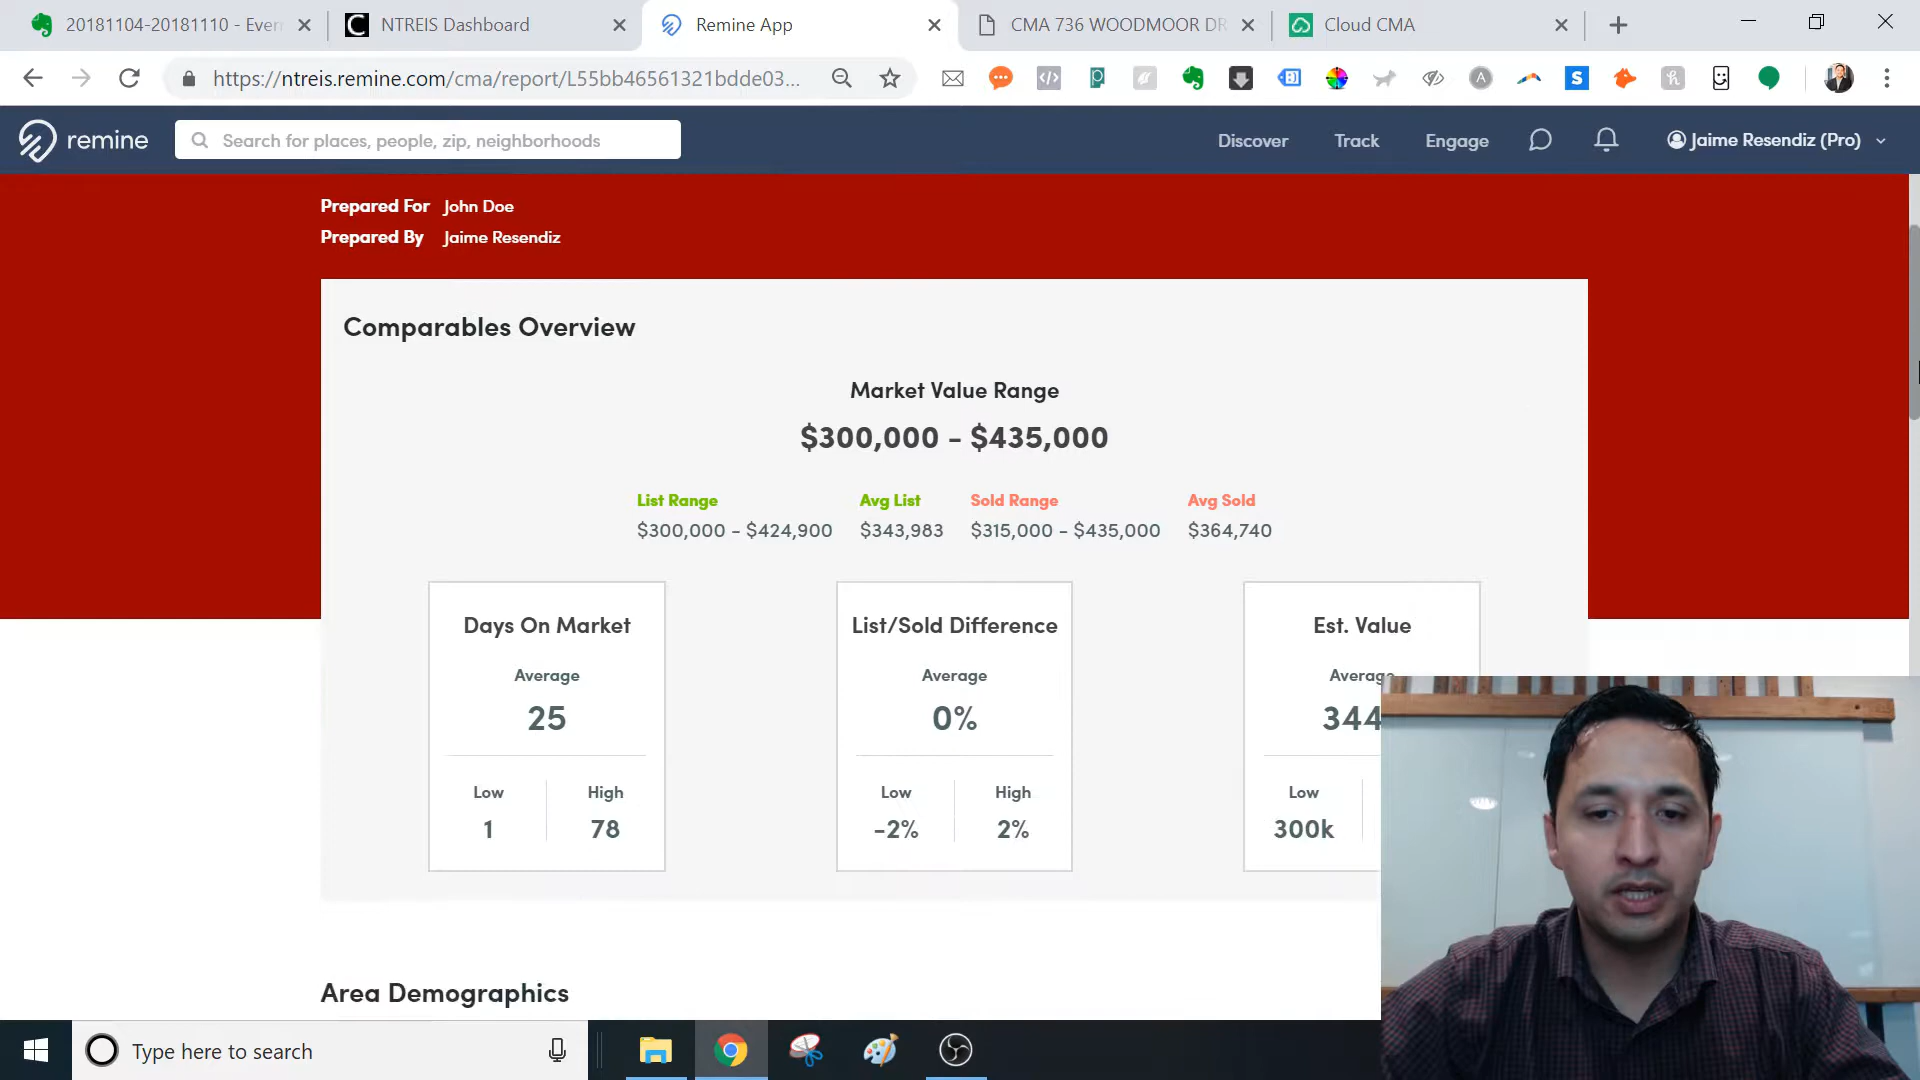 20181104-20181110 - Ever
NTREIS Dashboard
Remine App
CMA 736 WOODMOOR DR
Cloud CMA
https://ntreis.remine.com/cma/report/L55bb46561321bdde03...
remine
Search for places, people, zip, neighborhoods
Discover
Track
Engage
Jaime Resendiz (Pro)
Prepared For John Doe
Prepared By Jaime Resendiz
Comparables Overview
Market Value Range
$300,000 - $435,000
List Range Avg List Sold Range Avg Sold
$300,000 - $424,900 $343,983 $315,000 - $435,000 $364,740
Days On Market
Average
25
Low High
1 78
List/Sold Difference
Average
0%
Low High
-2% 2%
Est. Value
Average
344
Low
300k
Area Demographics
Type here to search